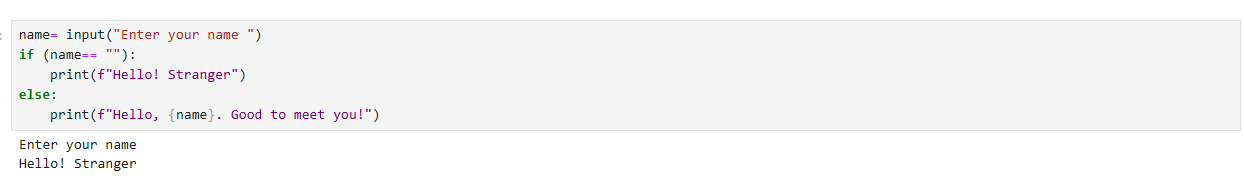 name= input("Enter your name ")
if (name== ""):
    print(f"Hello! Stranger")
else:
    print(f"Hello, {name}. Good to meet you!")
Enter your name
Hello! Stranger